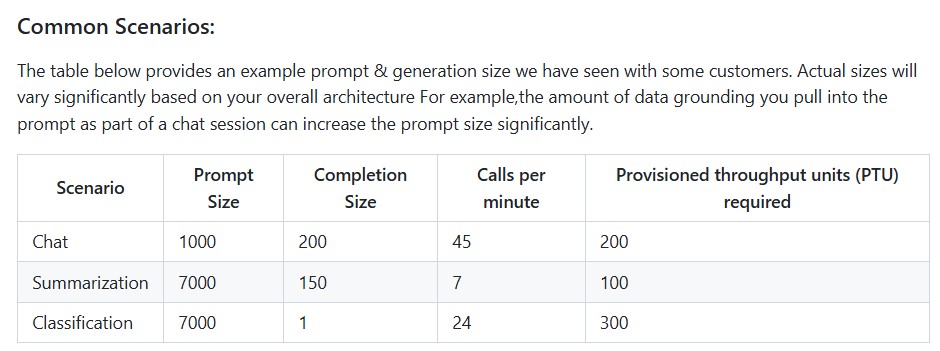 Common Scenarios:
The table below provides an example prompt & generation size we have seen with some customers. Actual sizes will
vary significantly based on your overall architecture For example,the amount of data grounding you pull into the
prompt as part of a chat session can increase the prompt size significantly.
Scenario Prompt Size Completion Size Calls per minute Provisioned throughput units (PTU) required
Chat 1000 200 45 200
Summarization 7000 150 7 100
Classification 7000 1 24 300